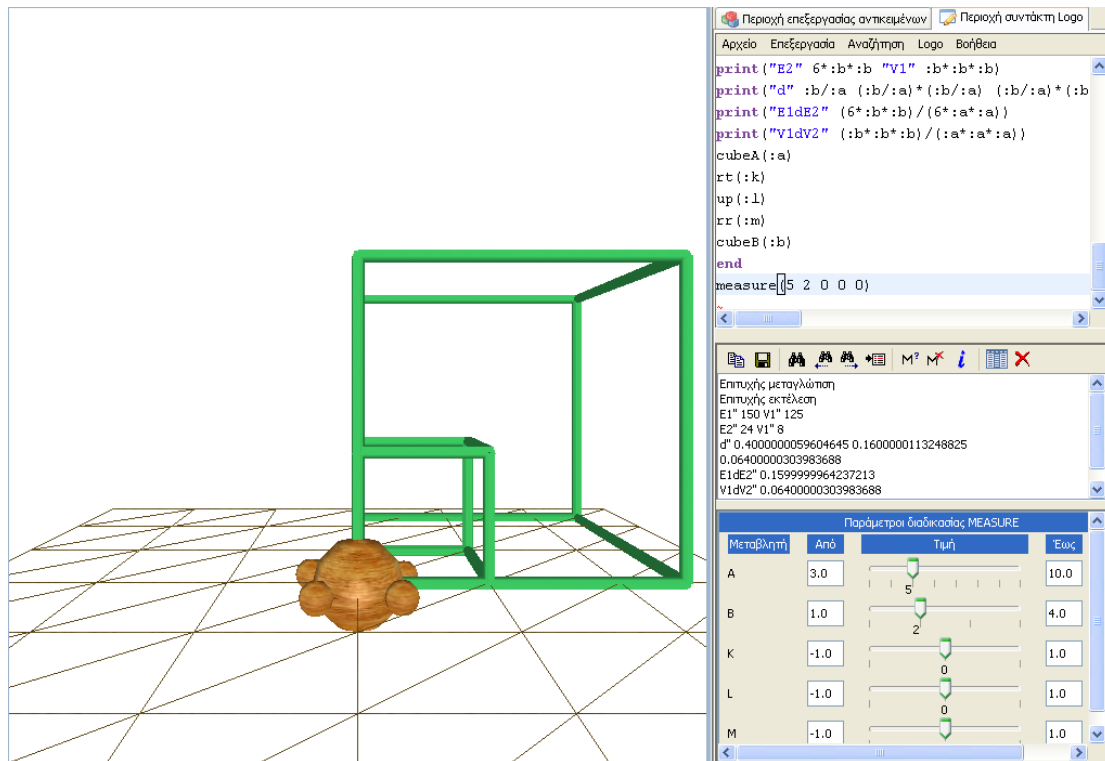 Περιοχή επεξεργασίας αντικειμένων Περιοχή συντάκτη Logo
Αρχείο Επεξεργασία Αναζήτηση Logo Βοήθεια
print("E2" 6*:b*:b "V1" :b*:b*:b)
print("d" :b/:a (:b/:a)*(:b/:a) (:b/:a)*(:b
print("E1dE2" (6*:b*:b)/(6*:a*:a))
print("V1dV2" (:b*:b*:b)/(:a*:a*:a))
cubeA(:a)
rt(:k)
up(:l)
rr(:m)
cubeB(:b)
end
measure(5 2 0 0 0)
~
M? M i
Επιτυχής μεταγλώτιση
Επιτυχής εκτέλεση
E1" 150 V1" 125
E2" 24 V1" 8
d" 0.4000000059604645 0.1600000113248825
0.06400000303983688
E1dE2" 0.1599999964237213
V1dV2" 0.06400000303983688
Παράμετροι διαδικασίας MEASURE
Μεταβλητή Από Τιμή Έως
A 3.0 5 10.0
B 1.0 2 4.0
K -1.0 0 1.0
L -1.0 0 1.0
M -1.0 1.0